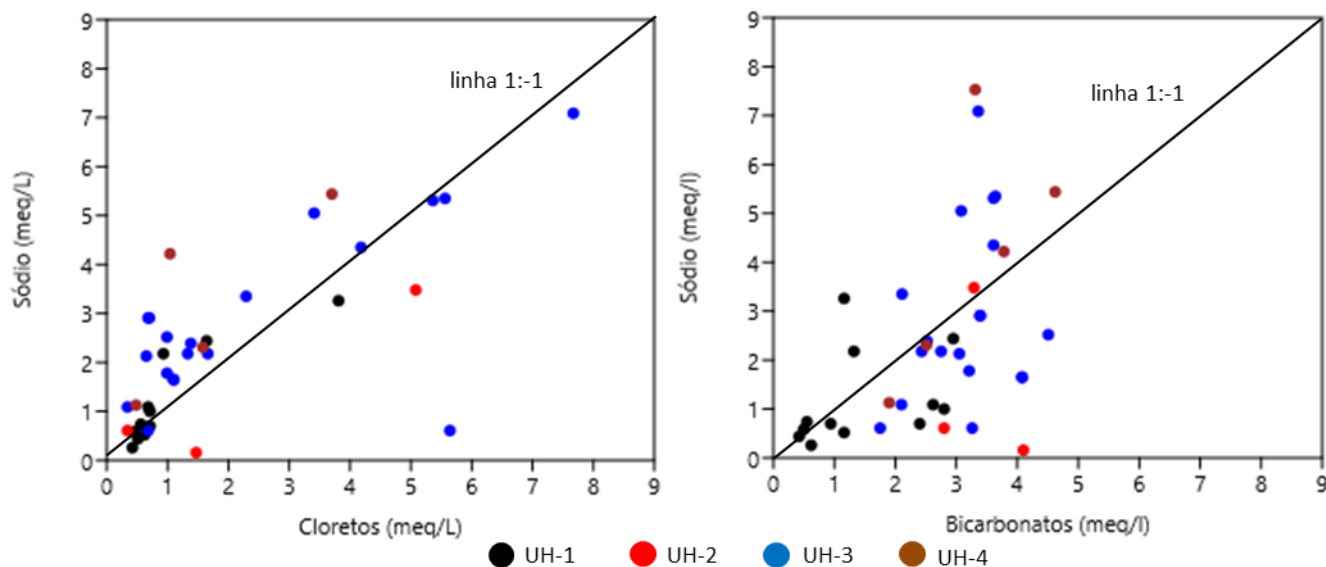 9
8
7
6
5
4
3
2
1
0
Sódio (meq/L)
linha 1:-1
0 1 2 3 4 5 6 7 8 9
Cloretos (meq/L)
9
8
7
6
5
4
3
2
1
0
Sódio (meq/l)
linha 1:-1
0 1 2 3 4 5 6 7 8 9
Bicarbonatos (meq/l)
UH-1 UH-2 UH-3 UH-4